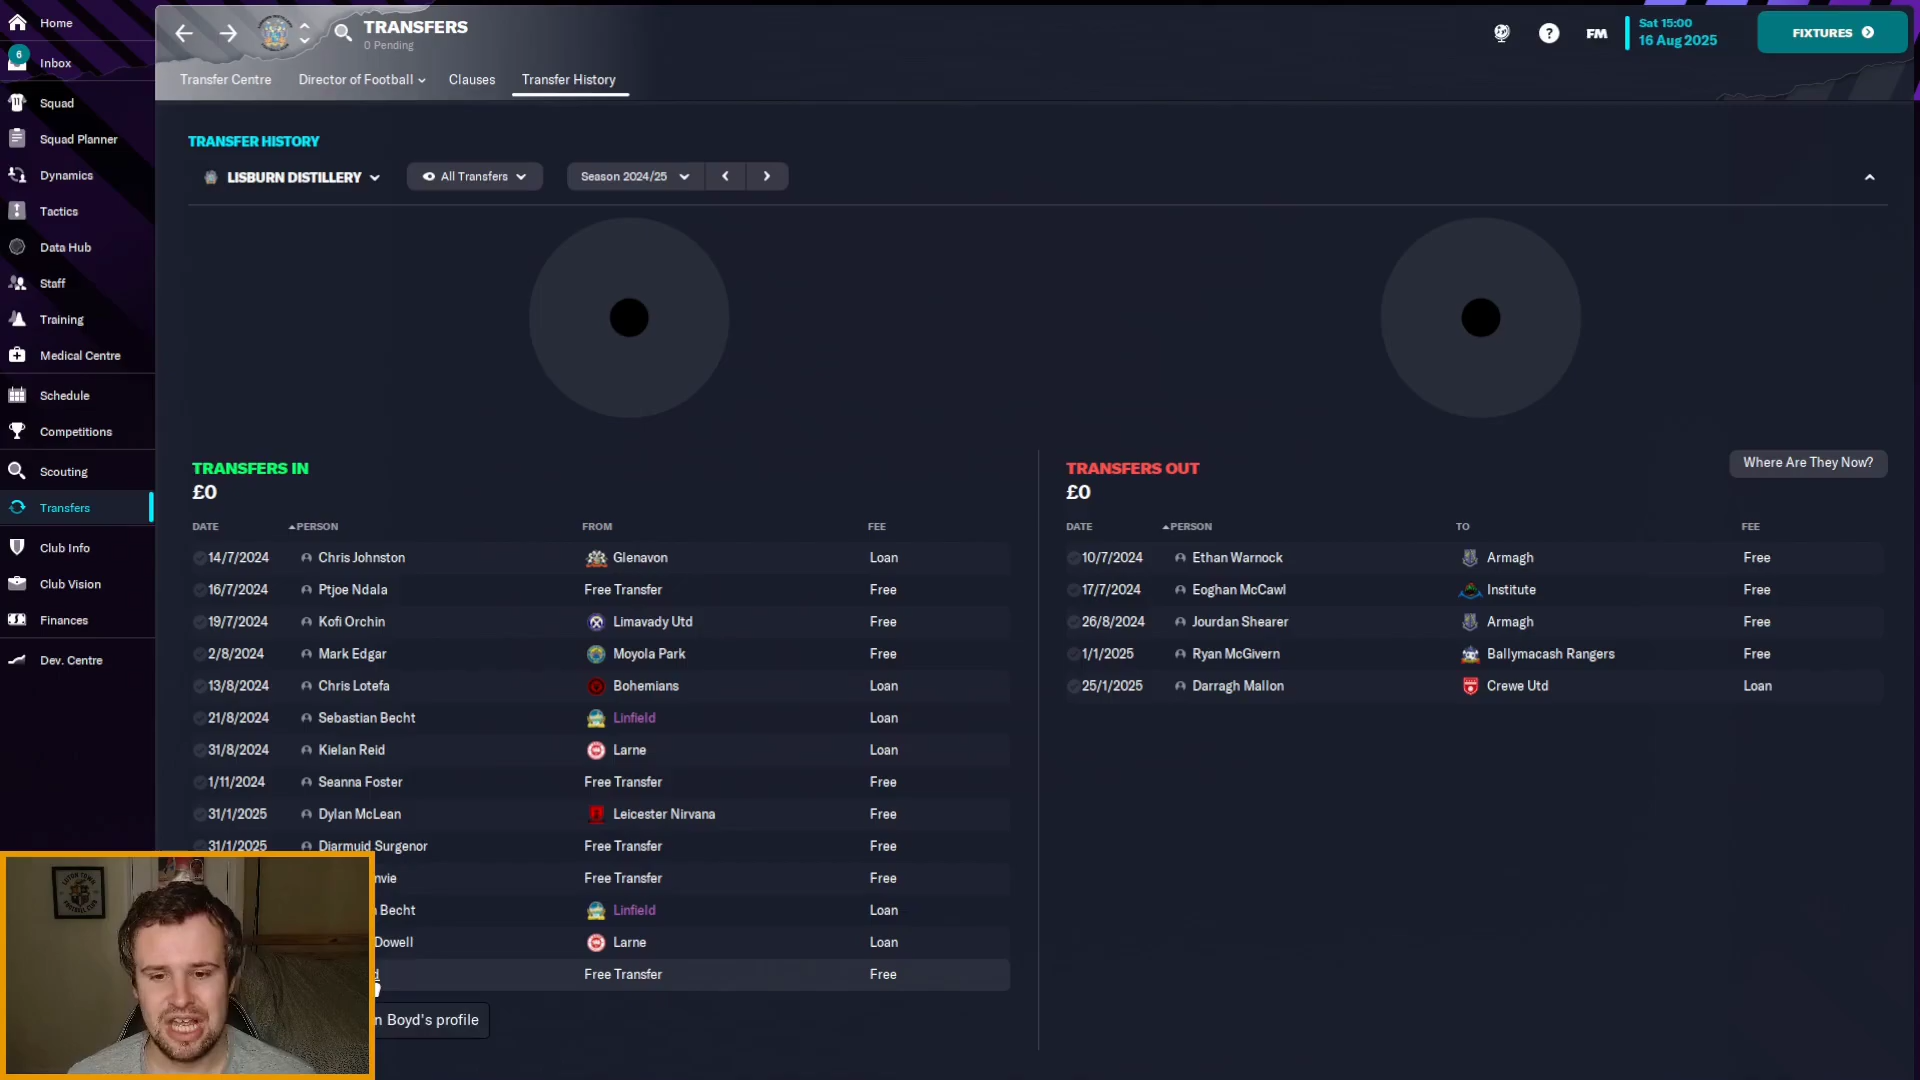 Home
6
Inbox
Squad
Squad Planner
Dynamics
Tactics
Data Hub
Staff
Training
Medical Centre
Schedule
Competitions
Scouting
Transfers
Club Info
Club Vision
Finances
Dev. Centre
TRANSFERS
0 Pending
?
FM
Sat 15:00
16 Aug 2025
FIXTURES
Transfer Centre
Director of Football
Clauses
Transfer History
TRANSFER HISTORY
LISBURN DISTILLERY
All Transfers
Season 2024/25
TRANSFERS IN
£0
DATE PERSON FROM FEE
14/7/2024 Chris Johnston Glenavon Loan
16/7/2024 Ptjoe Ndala Free Transfer Free
19/7/2024 Kofi Orchin Limavady Utd Free
2/8/2024 Mark Edgar Moyola Park Free
13/8/2024 Chris Lotefa Bohemians Loan
21/8/2024 Sebastian Becht Linfield Loan
31/8/2024 Kielan Reid Larne Loan
1/11/2024 Seanna Foster Free Transfer Free
31/1/2025 Dylan McLean Leicester Nirvana Free
31/1/2025 Diarmuid Surgenor Free Transfer Free
nvie Free Transfer Free
Becht Linfield Loan
Dowell Larne Loan
d Free Transfer Free
n Boyd's profile
TRANSFERS OUT
£0
Where Are They Now?
DATE PERSON TO FEE
10/7/2024 Ethan Warnock Armagh Free
17/7/2024 Eoghan McCawl Institute Free
26/8/2024 Jourdan Shearer Armagh Free
1/1/2025 Ryan McGivern Ballymacash Rangers Free
25/1/2025 Darragh Mallon Crewe Utd Loan
LUTON TOWN